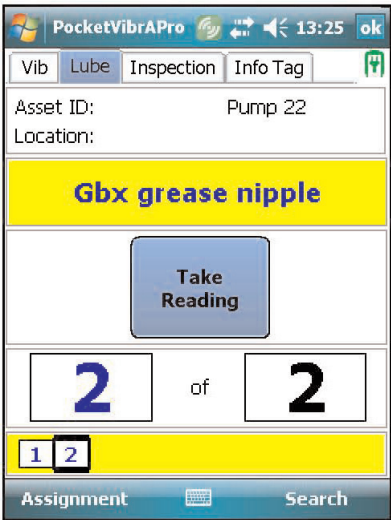 PocketVibrAPro 13:25 ok
Vib Lube Inspection Info Tag
Asset ID: Pump 22
Location:
Gbx grease nipple
Take
Reading
2 of 2
1 2
Assignment Search